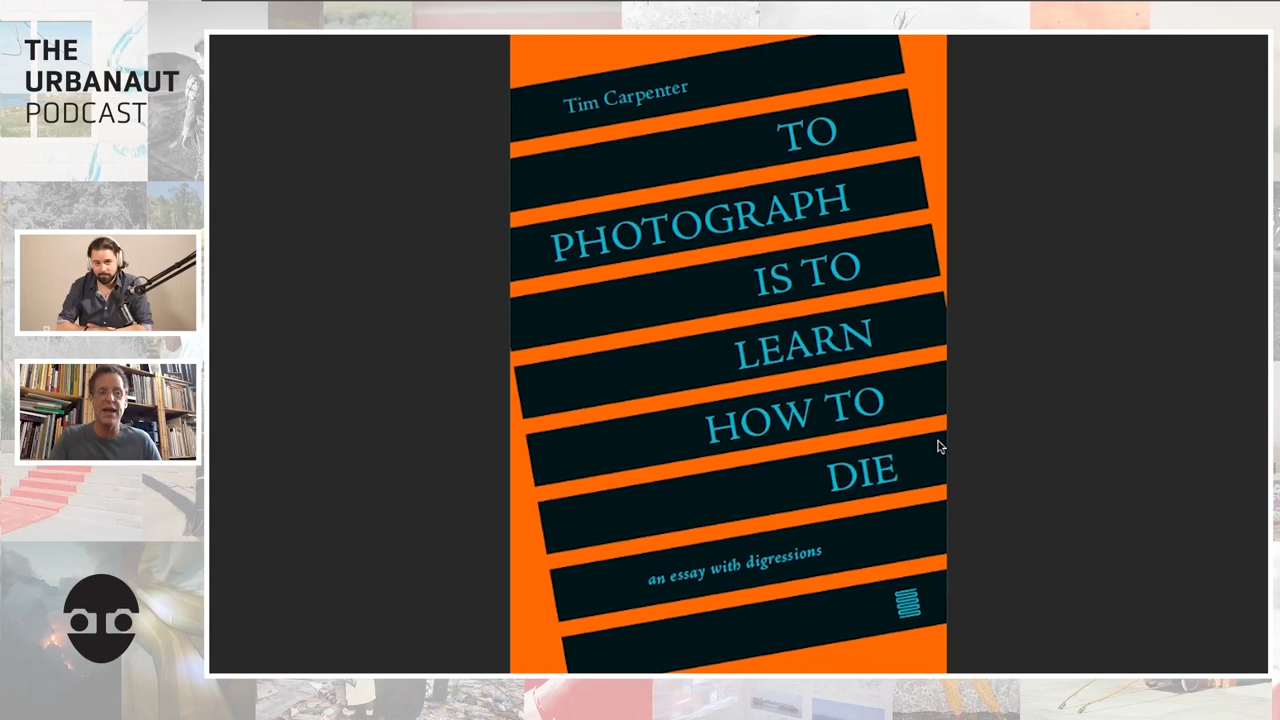 THE
URBANAUT
PODCAST
Tim Carpenter
TO
PHOTOGRAPH
IS TO
LEARN
HOW TO
DIE
an essay with digressions